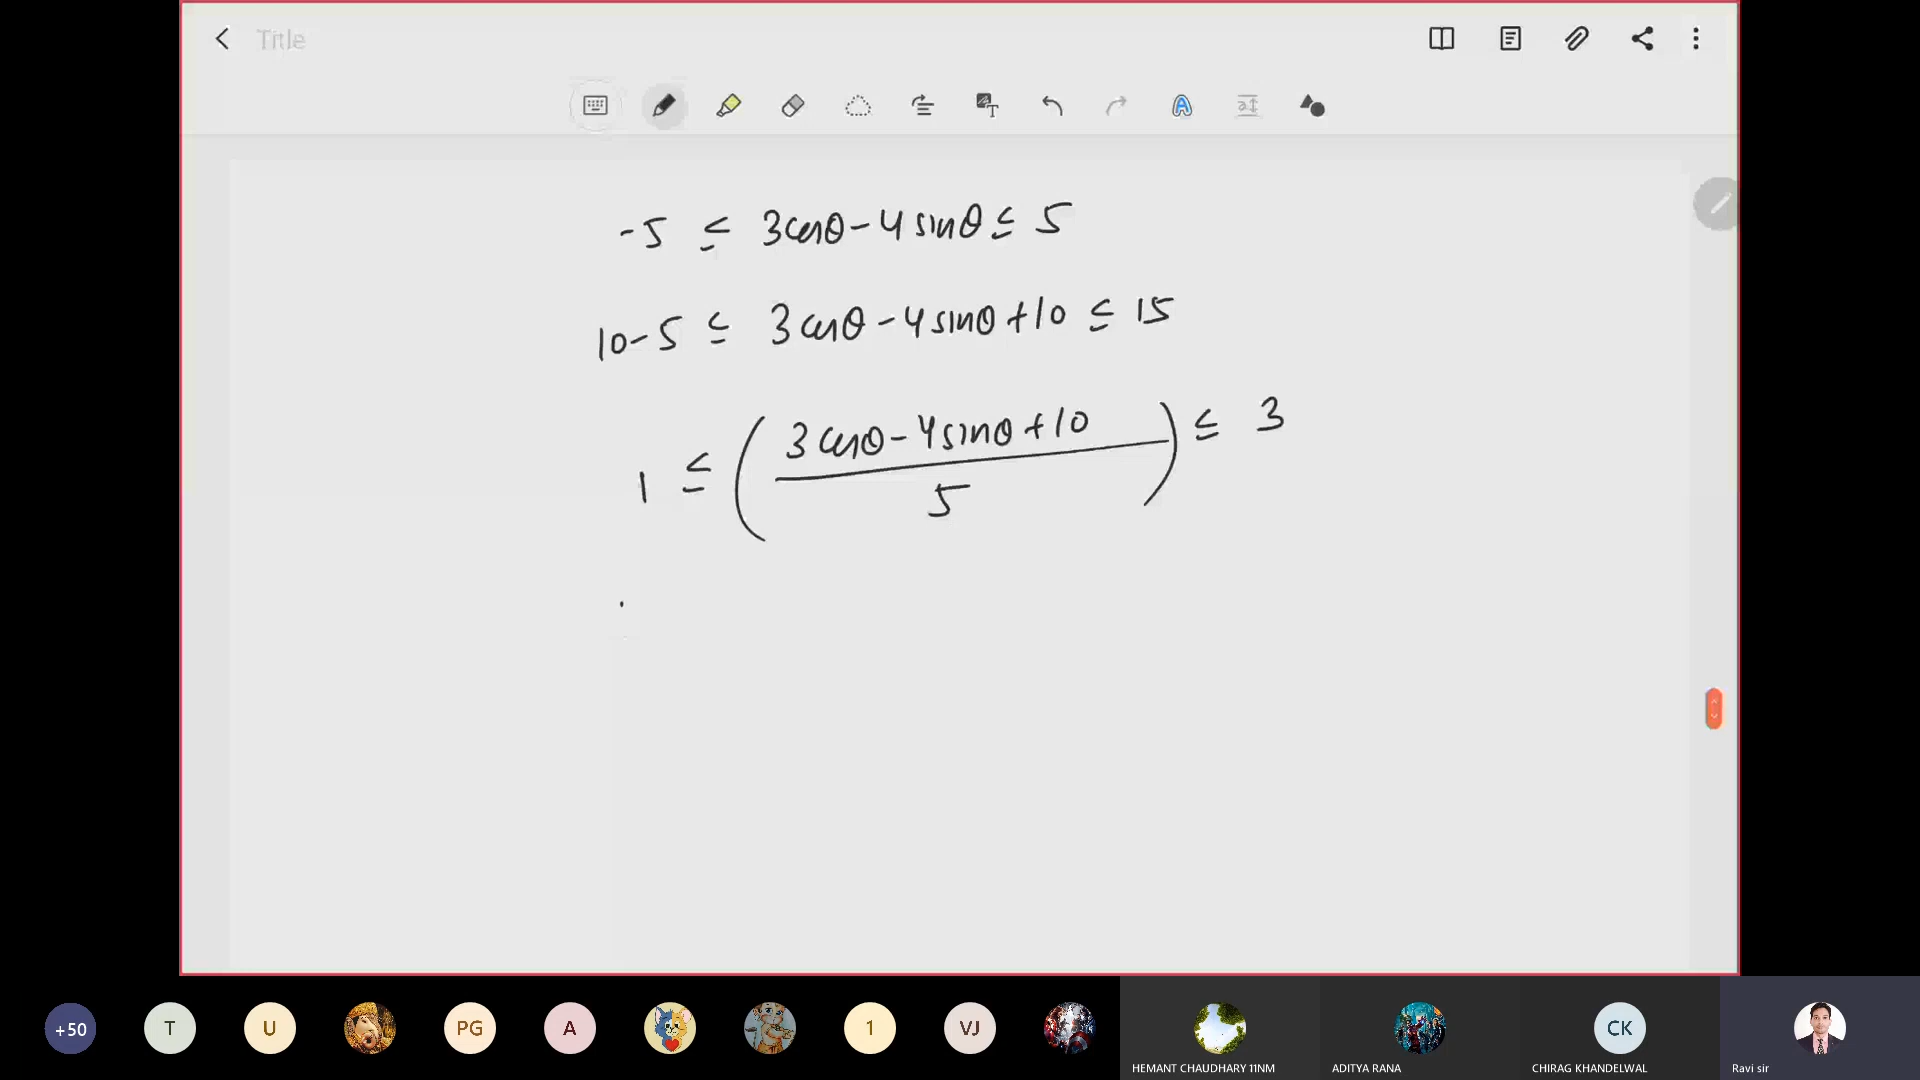 Title
-5 ≤ 3cosθ-4sinθ ≤ 5
10-5 ≤ 3cosθ-4sinθ+10 ≤ 15
1 ≤ (3cosθ-4sinθ+10 / 5) ≤ 3
+50 T U PG A 1 VJ CK
HEMANT CHAUDHARY 11NM ADITYA RANA CHIRAG KHANDELWAL Ravi sir